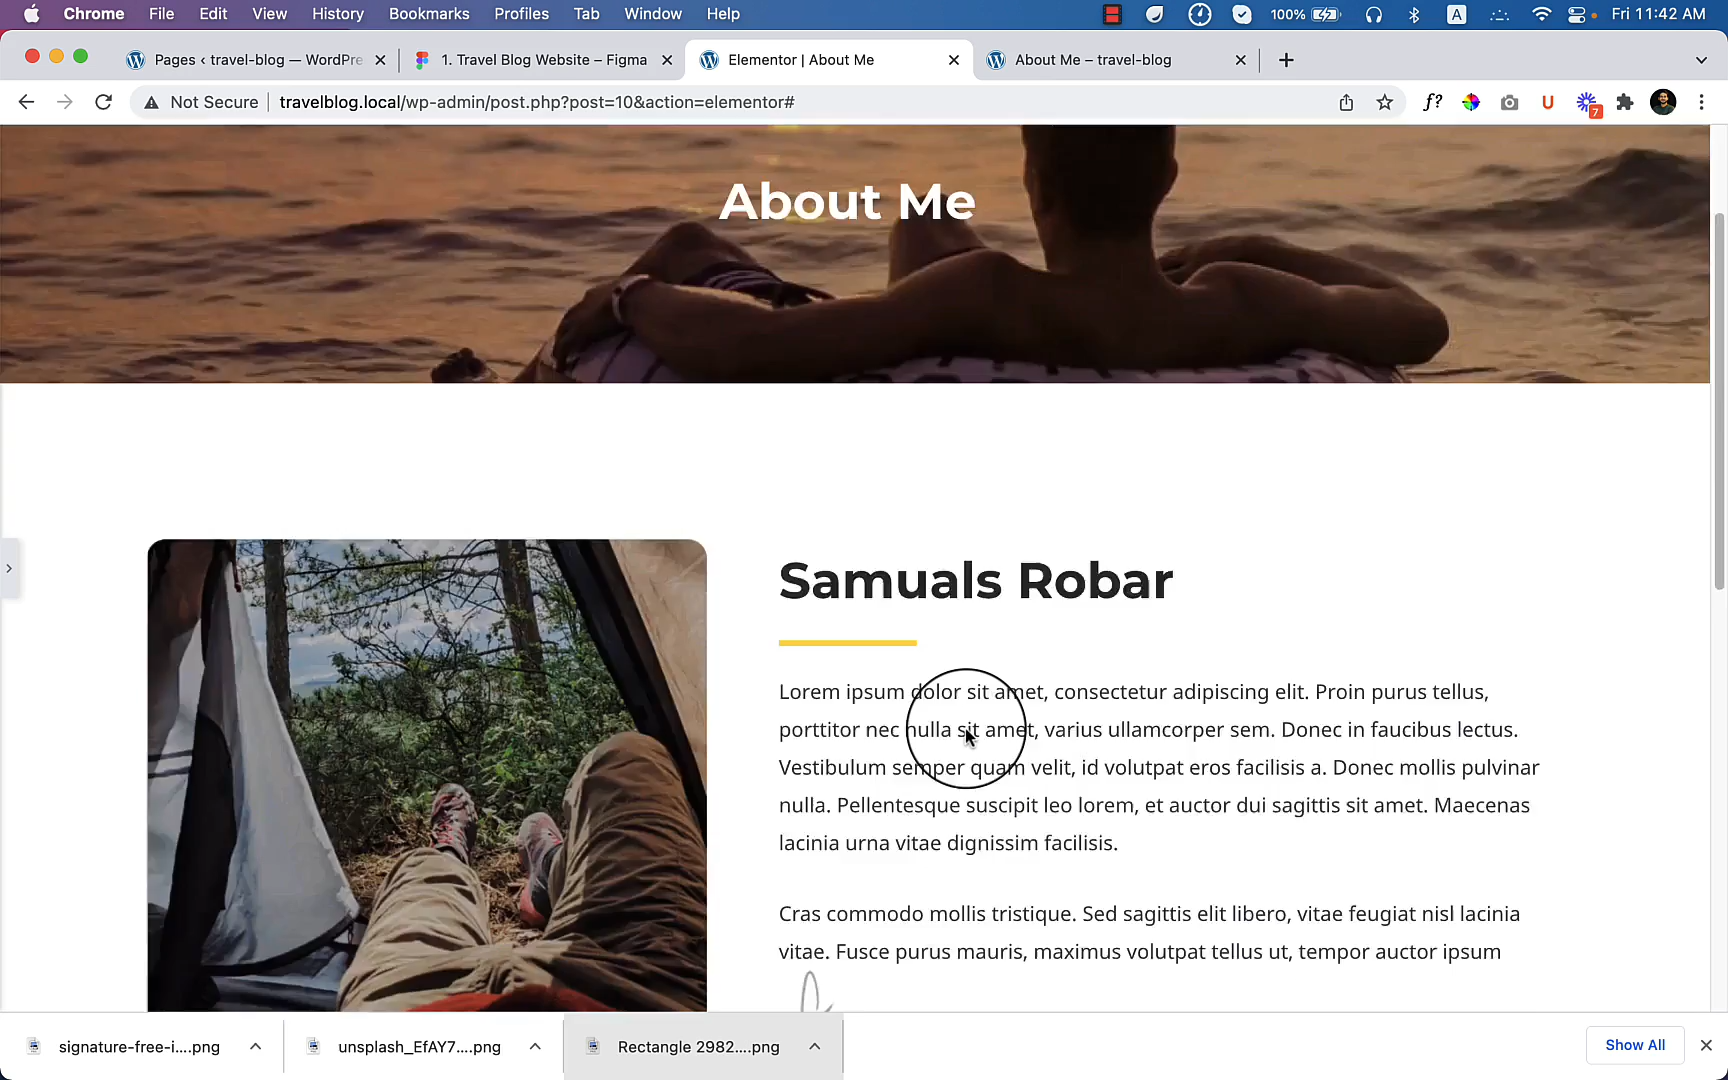 Chrome File Edit View History Bookmarks Profiles Tab Window Help 100% A Fri 11:42 AM
Pages ‹ travel-blog — WordPre
1. Travel Blog Website – Figma
Elementor | About Me
About Me – travel-blog
Not Secure travelblog.local/wp-admin/post.php?post=10&action=elementor#
f? U 7
About Me
Samuals Robar
Lorem ipsum dolor sit amet, consectetur adipiscing elit. Proin purus tellus,
porttitor nec nulla sit amet, varius ullamcorper sem. Donec in faucibus lectus.
Vestibulum semper quam velit, id volutpat eros facilisis a. Donec mollis pulvinar
nulla. Pellentesque suscipit leo lorem, et auctor dui sagittis sit amet. Maecenas
lacinia urna vitae dignissim facilisis.
Cras commodo mollis tristique. Sed sagittis elit libero, vitae feugiat nisl lacinia
vitae. Fusce purus mauris, maximus volutpat tellus ut, tempor auctor ipsum
signature-free-i....png
unsplash_EfAY7....png
Rectangle 2982....png
Show All